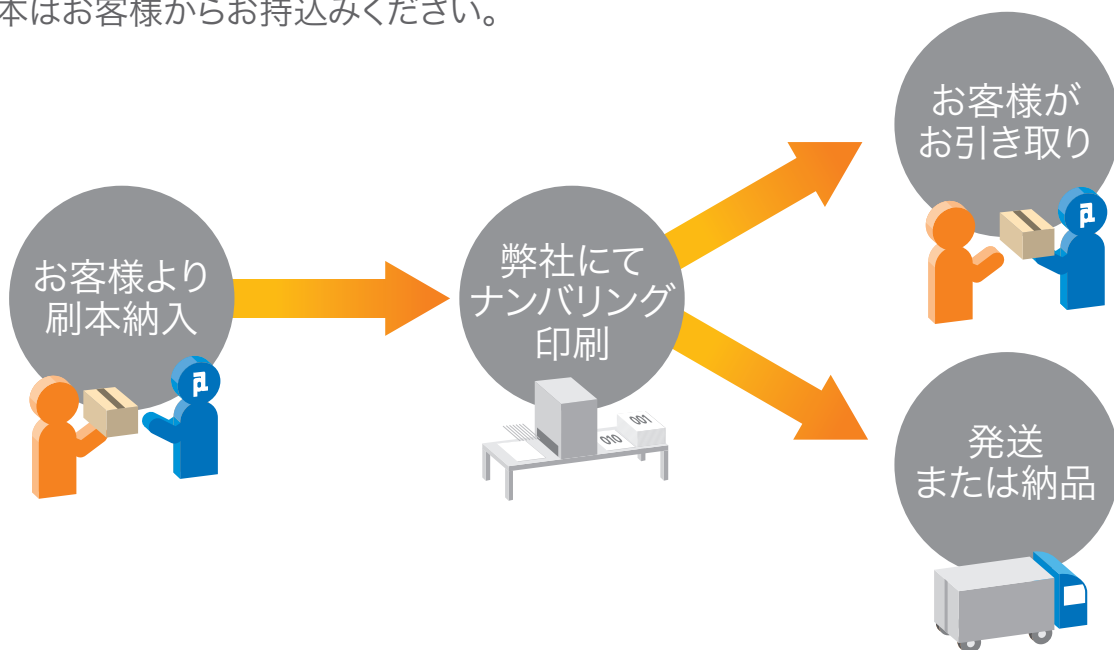 本はお客様からお持込みください。
お客様より
刷本納入
弊社にて
ナンバリング
印刷
010
001
お客様が
お引き取り
発送
または納品